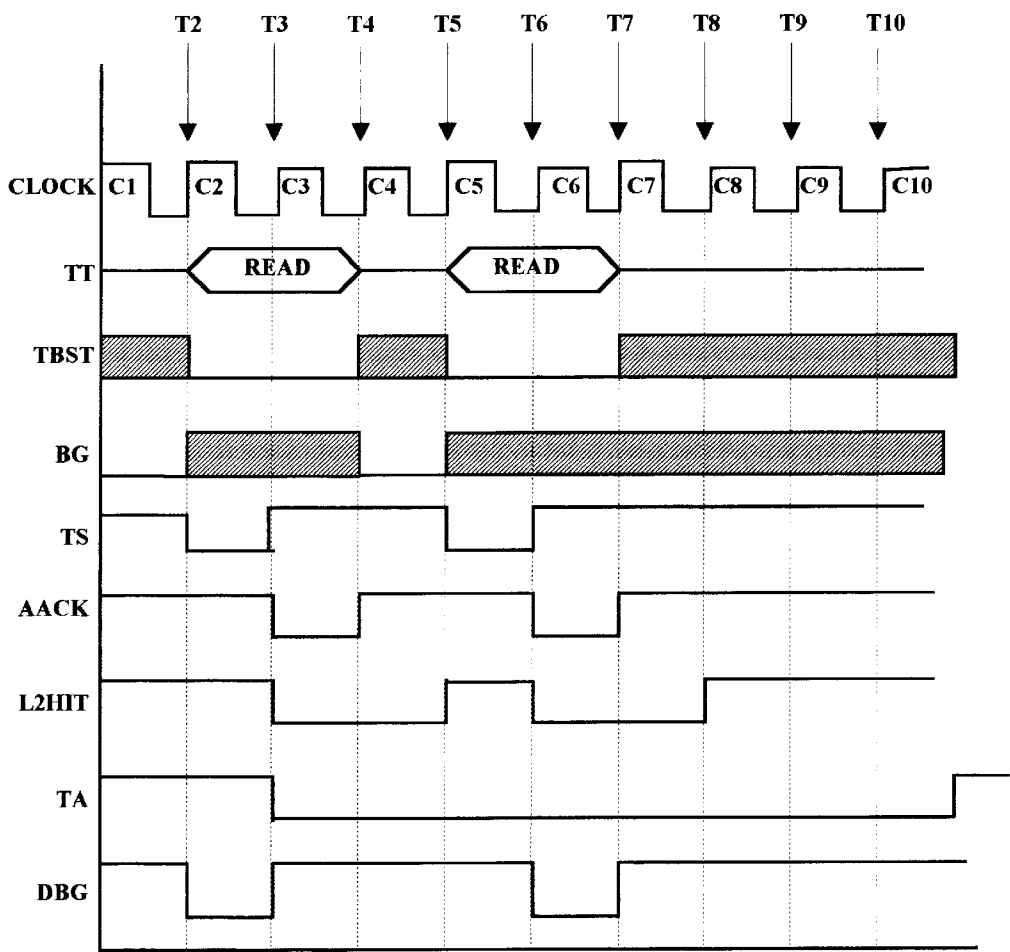 T2 T3 T4 T5 T6 T7 T8 T9 T10
CLOCK C1 C2 C3 C4 C5 C6 C7 C8 C9 C10
TT READ READ
TBST
BG
TS
AACK
L2HIT
TA
DBG